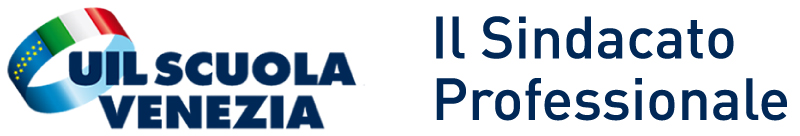 UIL SCUOLA
VENEZIA
Il Sindacato
Professionale